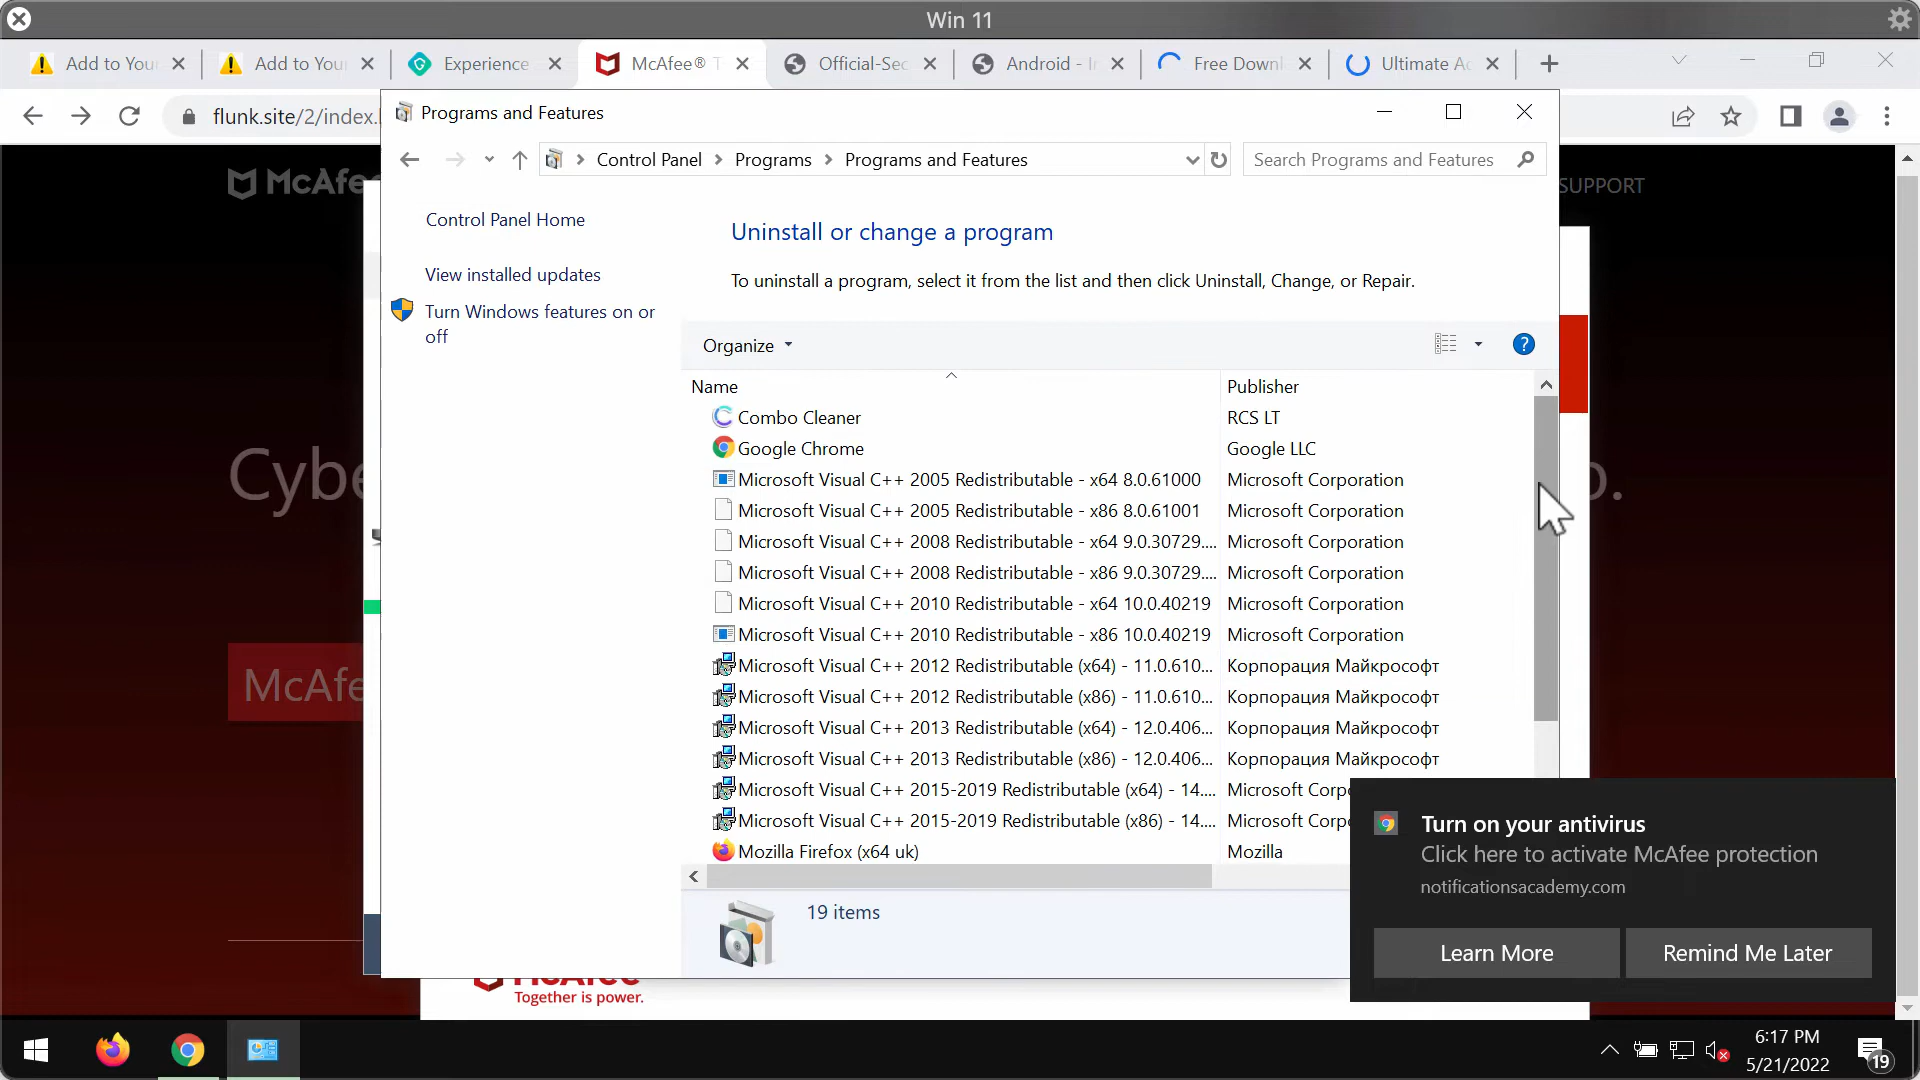 Win 11
Add to You
Add to You
Experience
McAfee® T
Official-Sec
Android - I
Free Down
Ultimate A
flunk.site/2/index.
Programs and Features
Control Panel
Programs
Programs and Features
Search Programs and Features
McAfe
SUPPORT
Control Panel Home
View installed updates
Turn Windows features on or
off
Uninstall or change a program
To uninstall a program, select it from the list and then click Uninstall, Change, or Repair.
Organize
?
Name
Publisher
Combo Cleaner
RCS LT
Google Chrome
Google LLC
Microsoft Visual C++ 2005 Redistributable - x64 8.0.61000
Microsoft Corporation
Microsoft Visual C++ 2005 Redistributable - x86 8.0.61001
Microsoft Corporation
Microsoft Visual C++ 2008 Redistributable - x64 9.0.30729....
Microsoft Corporation
Microsoft Visual C++ 2008 Redistributable - x86 9.0.30729....
Microsoft Corporation
Microsoft Visual C++ 2010 Redistributable - x64 10.0.40219
Microsoft Corporation
Microsoft Visual C++ 2010 Redistributable - x86 10.0.40219
Microsoft Corporation
Microsoft Visual C++ 2012 Redistributable (x64) - 11.0.610...
Корпорация Майкрософт
Microsoft Visual C++ 2012 Redistributable (x86) - 11.0.610...
Корпорация Майкрософт
Microsoft Visual C++ 2013 Redistributable (x64) - 12.0.406...
Корпорация Майкрософт
Microsoft Visual C++ 2013 Redistributable (x86) - 12.0.406...
Корпорация Майкрософт
Microsoft Visual C++ 2015-2019 Redistributable (x64) - 14....
Microsoft Corp
Microsoft Visual C++ 2015-2019 Redistributable (x86) - 14....
Microsoft Corp
Mozilla Firefox (x64 uk)
Mozilla
19 items
Cybe
McAfe
Turn on your antivirus
Click here to activate McAfee protection
notificationsacademy.com
Learn More
Remind Me Later
McAfee
Together is power.
6:17 PM
5/21/2022
19